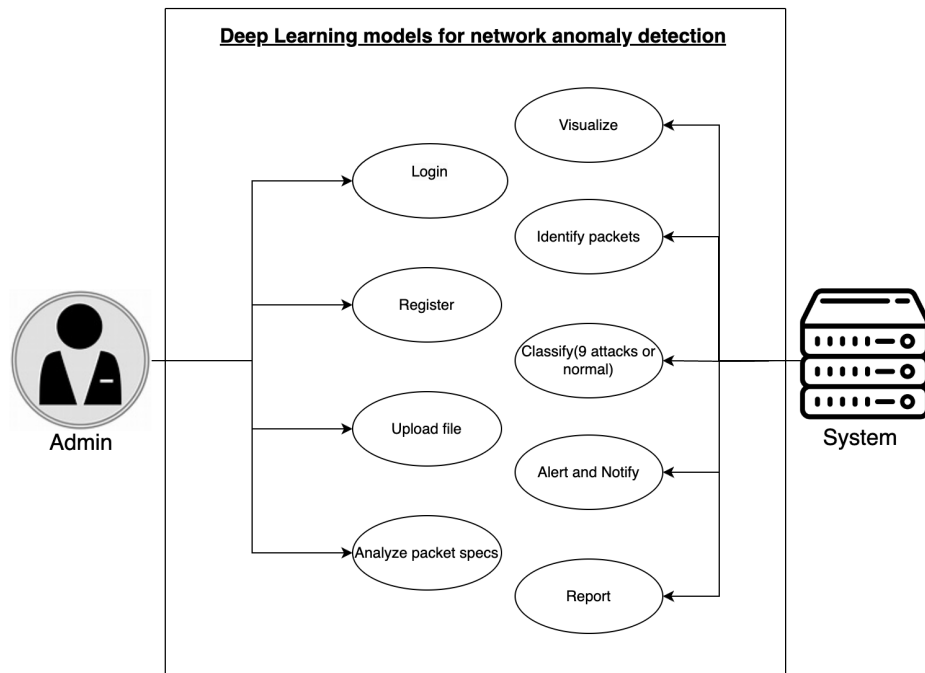 Deep Learning models for network anomaly detection
Visualize
Login
Identify packets
Register
Classify(9 attacks or
normal)
Admin
System
Upload file
Alert and Notify
Analyze packet specs
Report